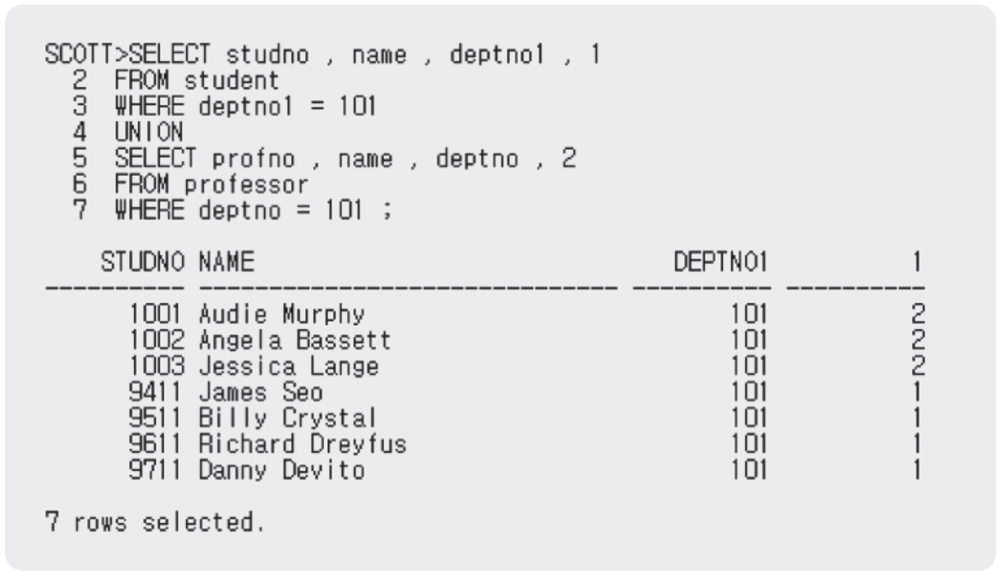 SCOTT>SELECT studno , name , deptno1 , 1
2 FROM student
3 WHERE deptno1 = 101
4 UNION
5 SELECT profno , name , deptno , 2
6 FROM professor
7 WHERE deptno = 101 ;
STUDNO NAME DEPTNO1 1
---------- ------------------------------ ---------- ----------
1001 Audie Murphy 101 2
1002 Angela Bassett 101 2
1003 Jessica Lange 101 2
9411 James Seo 101 1
9511 Billy Crystal 101 1
9611 Richard Dreyfus 101 1
9711 Danny Devito 101 1
7 rows selected.